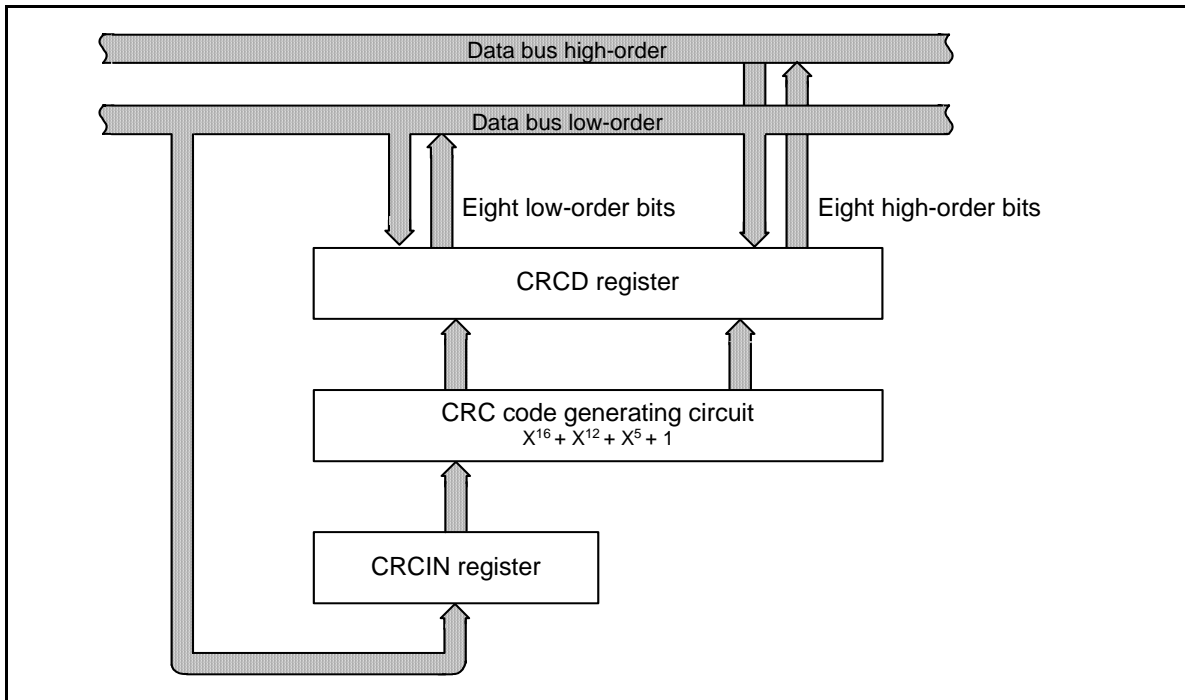 Data bus high-order
Data bus low-order
Eight low-order bits
Eight high-order bits
CRCD register
CRC code generating circuit
X¹⁶ + X¹² + X⁵ + 1
CRCIN register